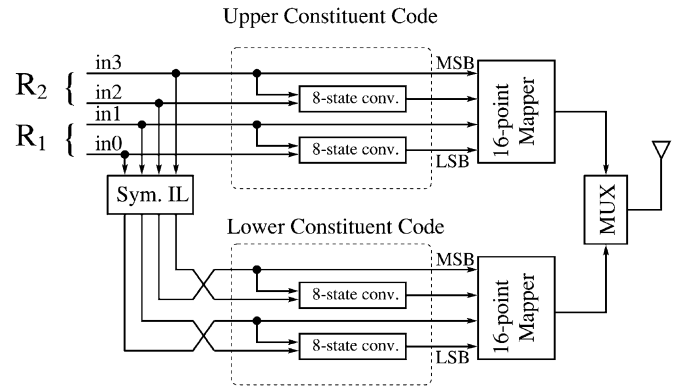 Upper Constituent Code
in3
MSB
R2
in2
8-state conv.
in1
R1
8-state conv.
in0
LSB
16-point
Mapper
Sym. IL
MUX
Lower Constituent Code
MSB
8-state conv.
8-state conv.
LSB
16-point
Mapper